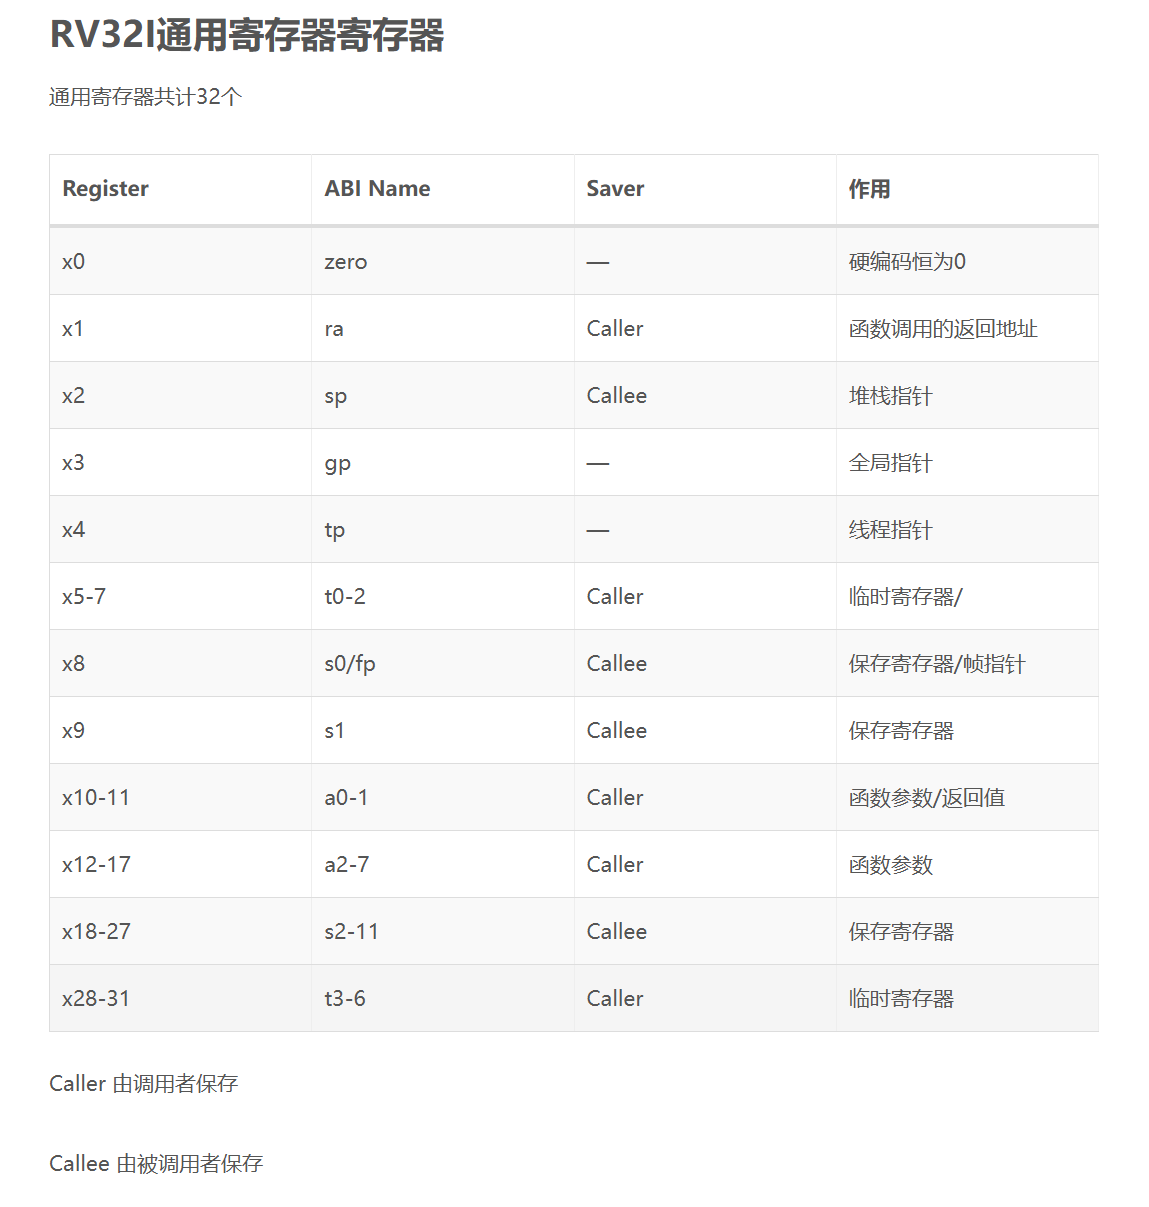 RV32I通用寄存器寄存器
通用寄存器共计32个
Register ABI Name Saver 作用
x0 zero — 硬编码恒为0
x1 ra Caller 函数调用的返回地址
x2 sp Callee 堆栈指针
x3 gp — 全局指针
x4 tp — 线程指针
x5-7 t0-2 Caller 临时寄存器/
x8 s0/fp Callee 保存寄存器/帧指针
x9 s1 Callee 保存寄存器
x10-11 a0-1 Caller 函数参数/返回值
x12-17 a2-7 Caller 函数参数
x18-27 s2-11 Callee 保存寄存器
x28-31 t3-6 Caller 临时寄存器
Caller 由调用者保存
Callee 由被调用者保存